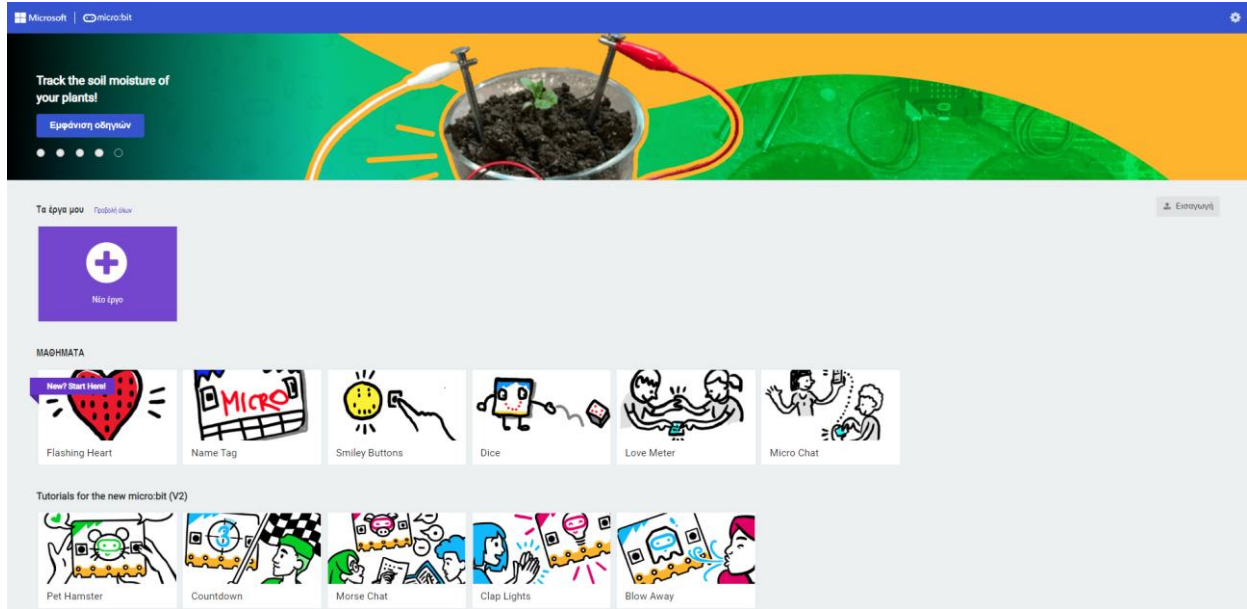 Microsoft micro:bit
Track the soil moisture of
your plants!
Εμφάνιση οδηγιών
Τα έργα μου Προβολή όλων
Εισαγωγή
Νέο έργο
ΜΑΘΗΜΑΤΑ
New? Start Here!
MICRO
Flashing Heart
Name Tag
Smiley Buttons
Dice
Love Meter
Micro Chat
Tutorials for the new micro:bit (V2)
3
Pet Hamster
Countdown
Morse Chat
Clap Lights
Blow Away